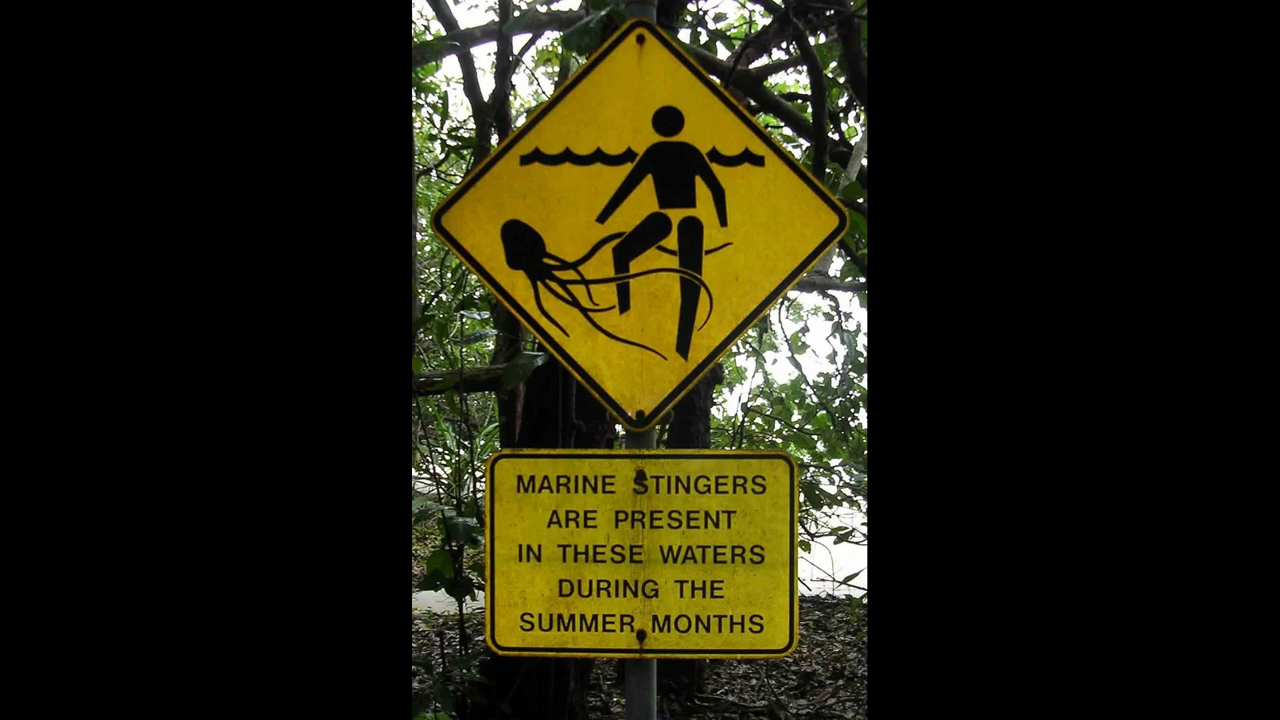 MARINE STINGERS
ARE PRESENT
IN THESE WATERS
DURING THE
SUMMER MONTHS